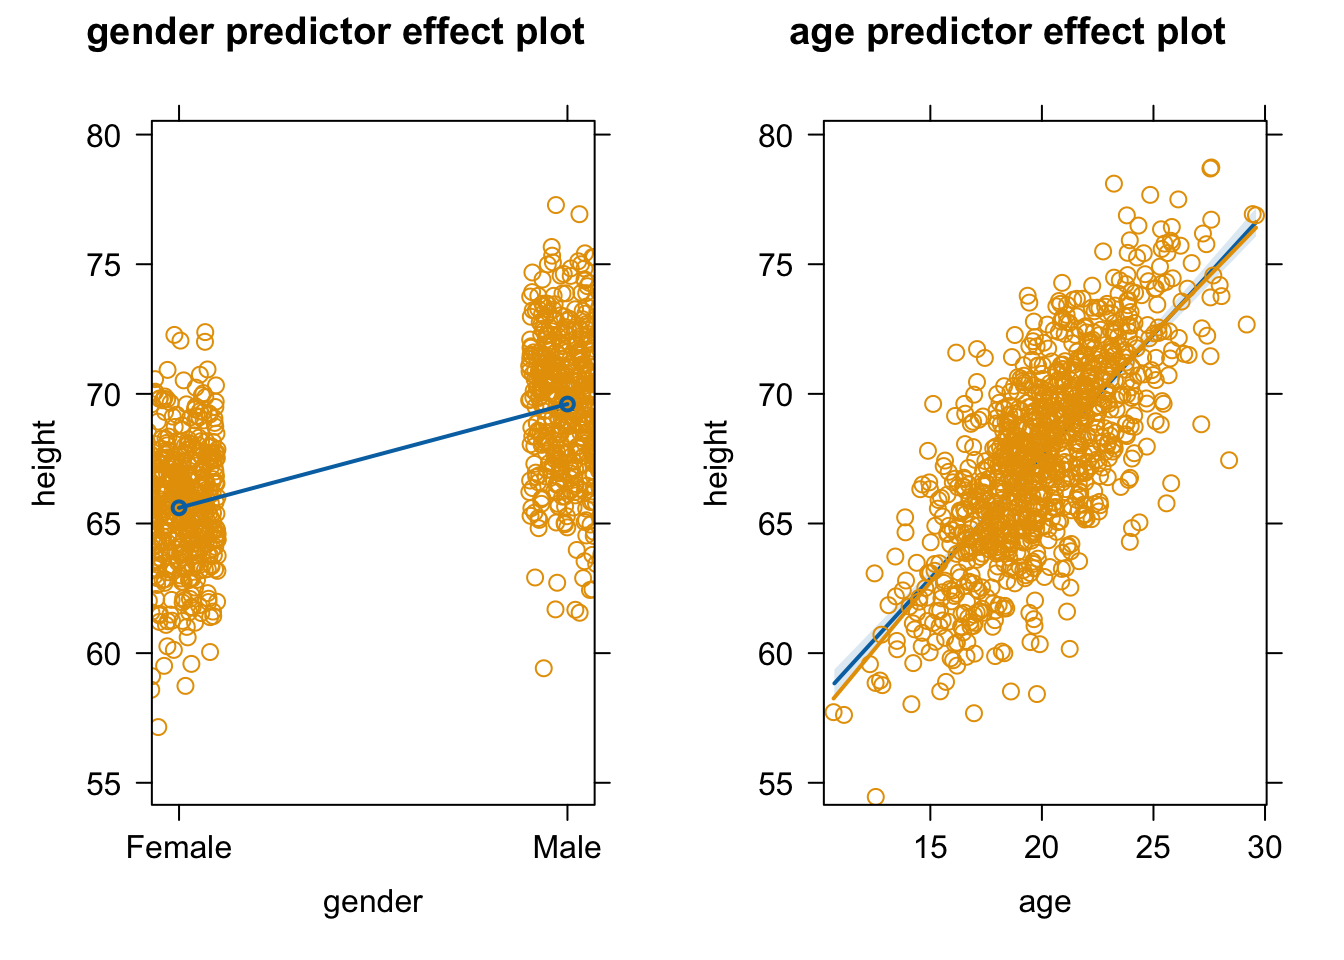 gender predictor effect plot
80
75
70
65
60
55
height
Female Male
gender
age predictor effect plot
80
75
70
65
60
55
height
15 20 25 30
age